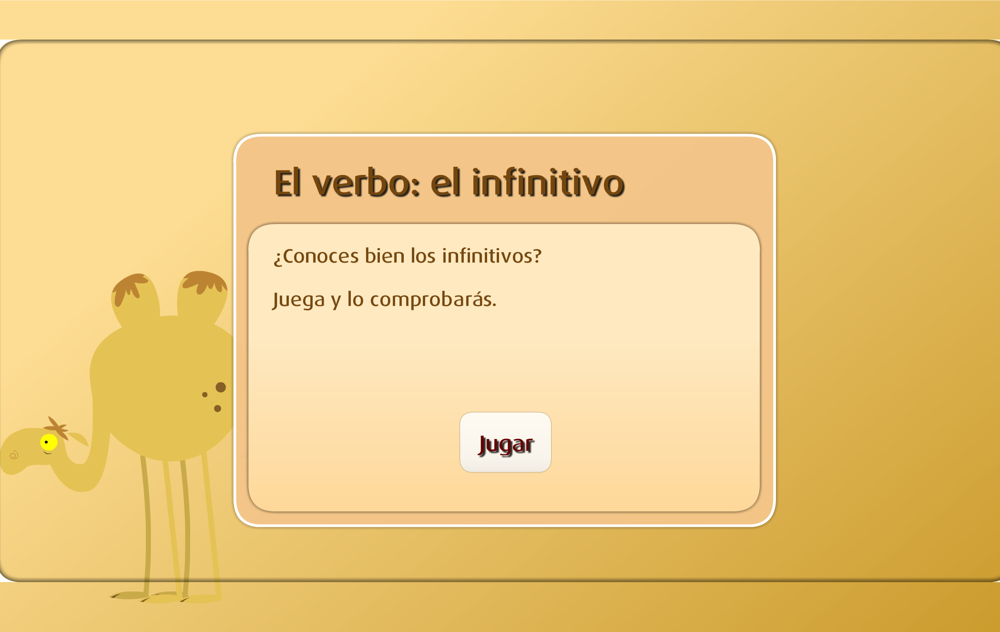 El verbo: el infinitivo
¿Conoces bien los infinitivos?
Juega y lo comprobarás.
Jugar